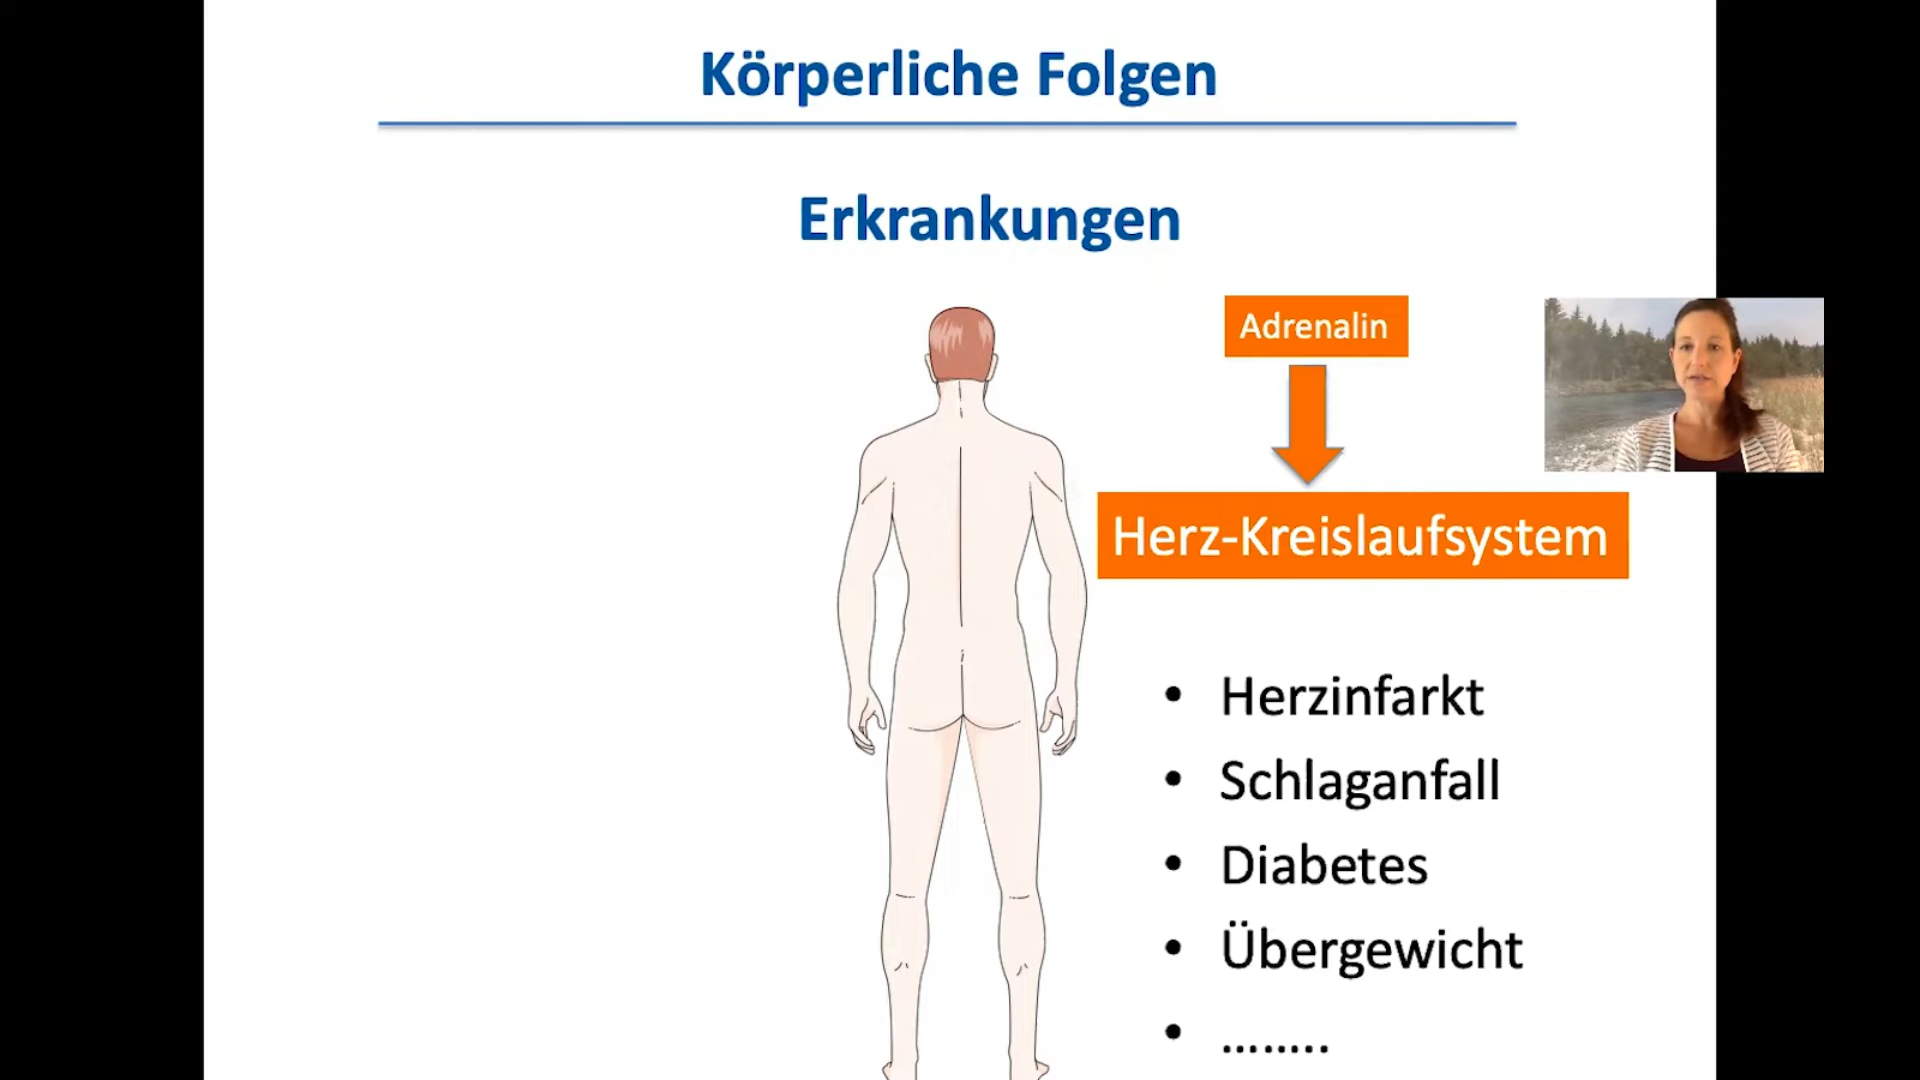 Körperliche Folgen
Erkrankungen
Adrenalin
Herz-Kreislaufsystem
• Herzinfarkt
• Schlaganfall
• Diabetes
• Übergewicht
• ........